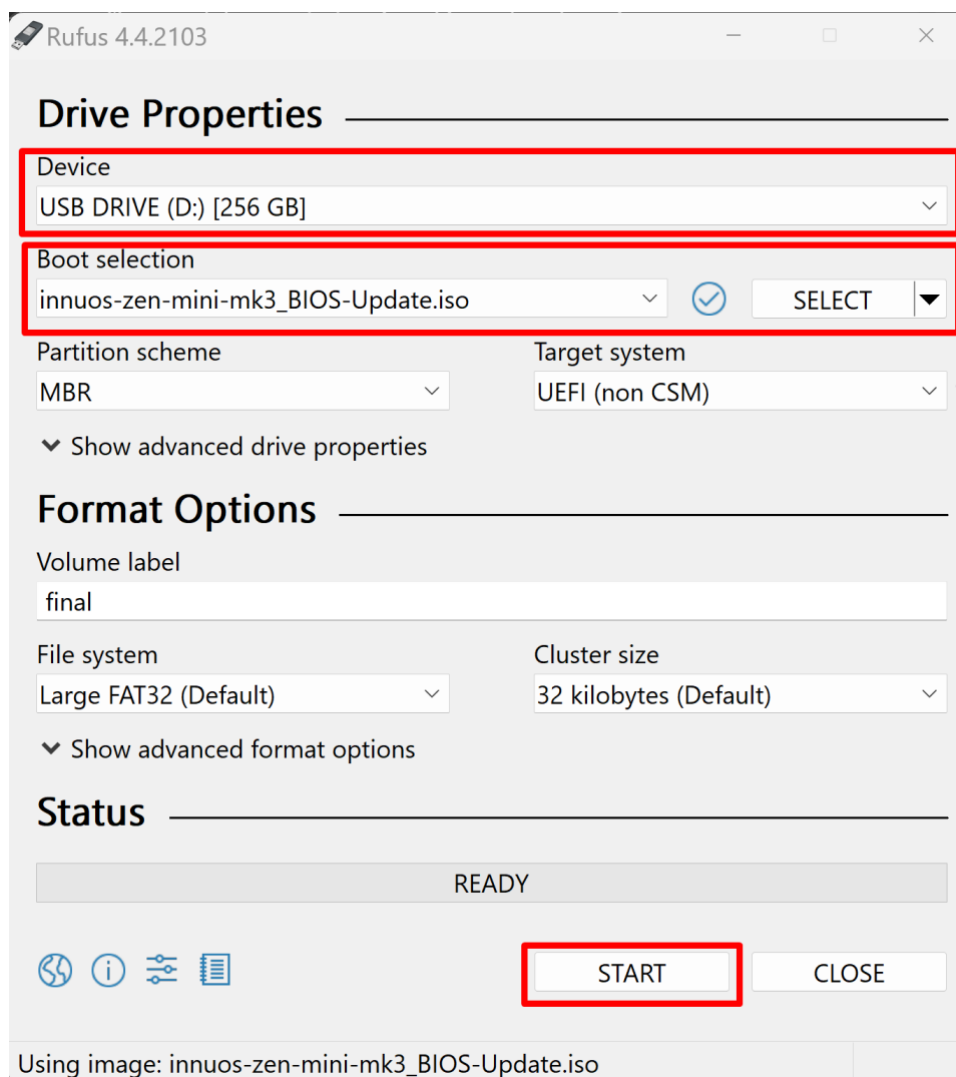 Rufus 4.4.2103
Drive Properties
Device
USB DRIVE (D:) [256 GB]
Boot selection
innuos-zen-mini-mk3_BIOS-Update.iso
SELECT
Partition scheme
Target system
MBR
UEFI (non CSM)
Show advanced drive properties
Format Options
Volume label
final
File system
Cluster size
Large FAT32 (Default)
32 kilobytes (Default)
Show advanced format options
Status
READY
START
CLOSE
Using image: innuos-zen-mini-mk3_BIOS-Update.iso